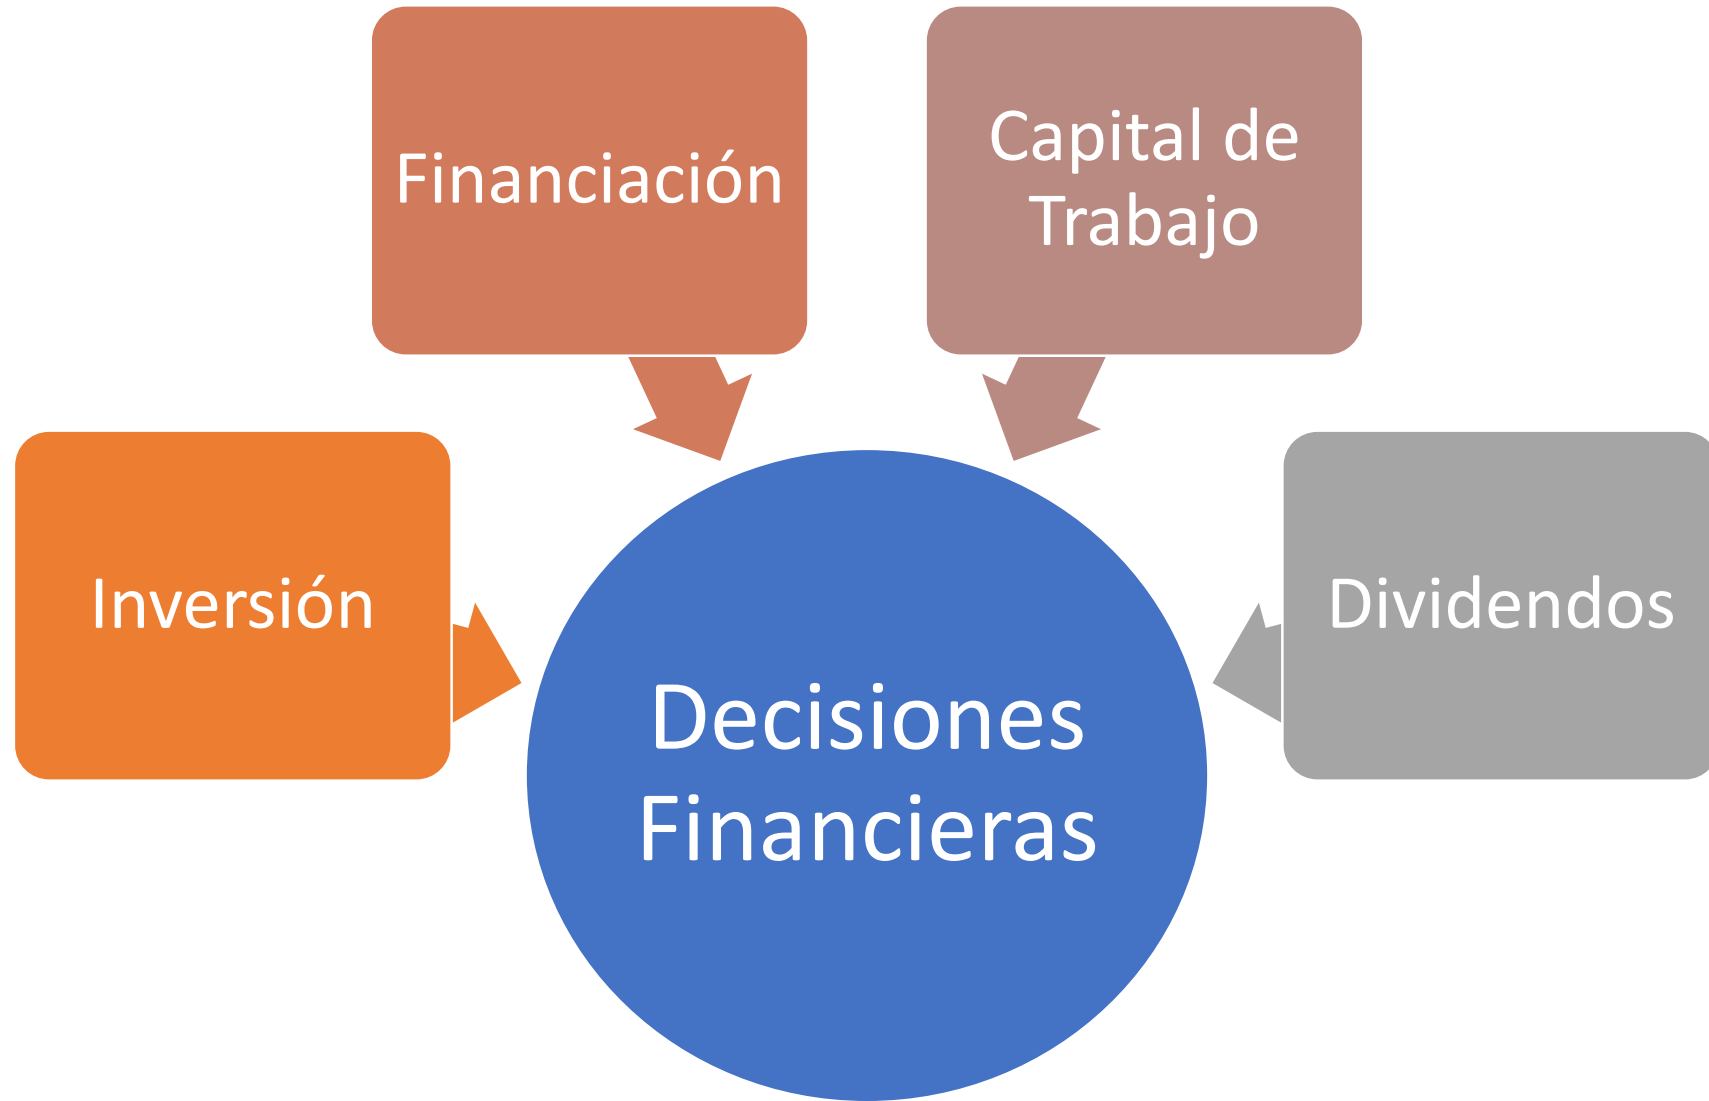 Financiación
Capital de
Trabajo
Inversión
Dividendos
Decisiones
Financieras